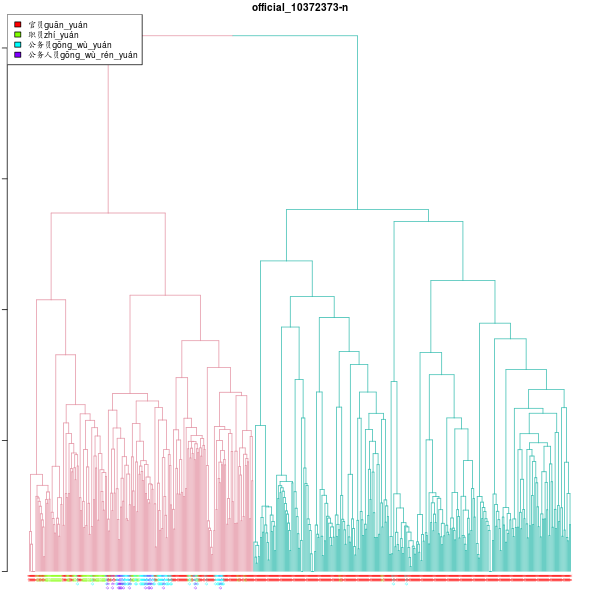 official_10372373-n
官员guān_yuán
职员zhí_yuán
公务员gōng_wù_yuán
公务人员gōng_wù_rén_yuán